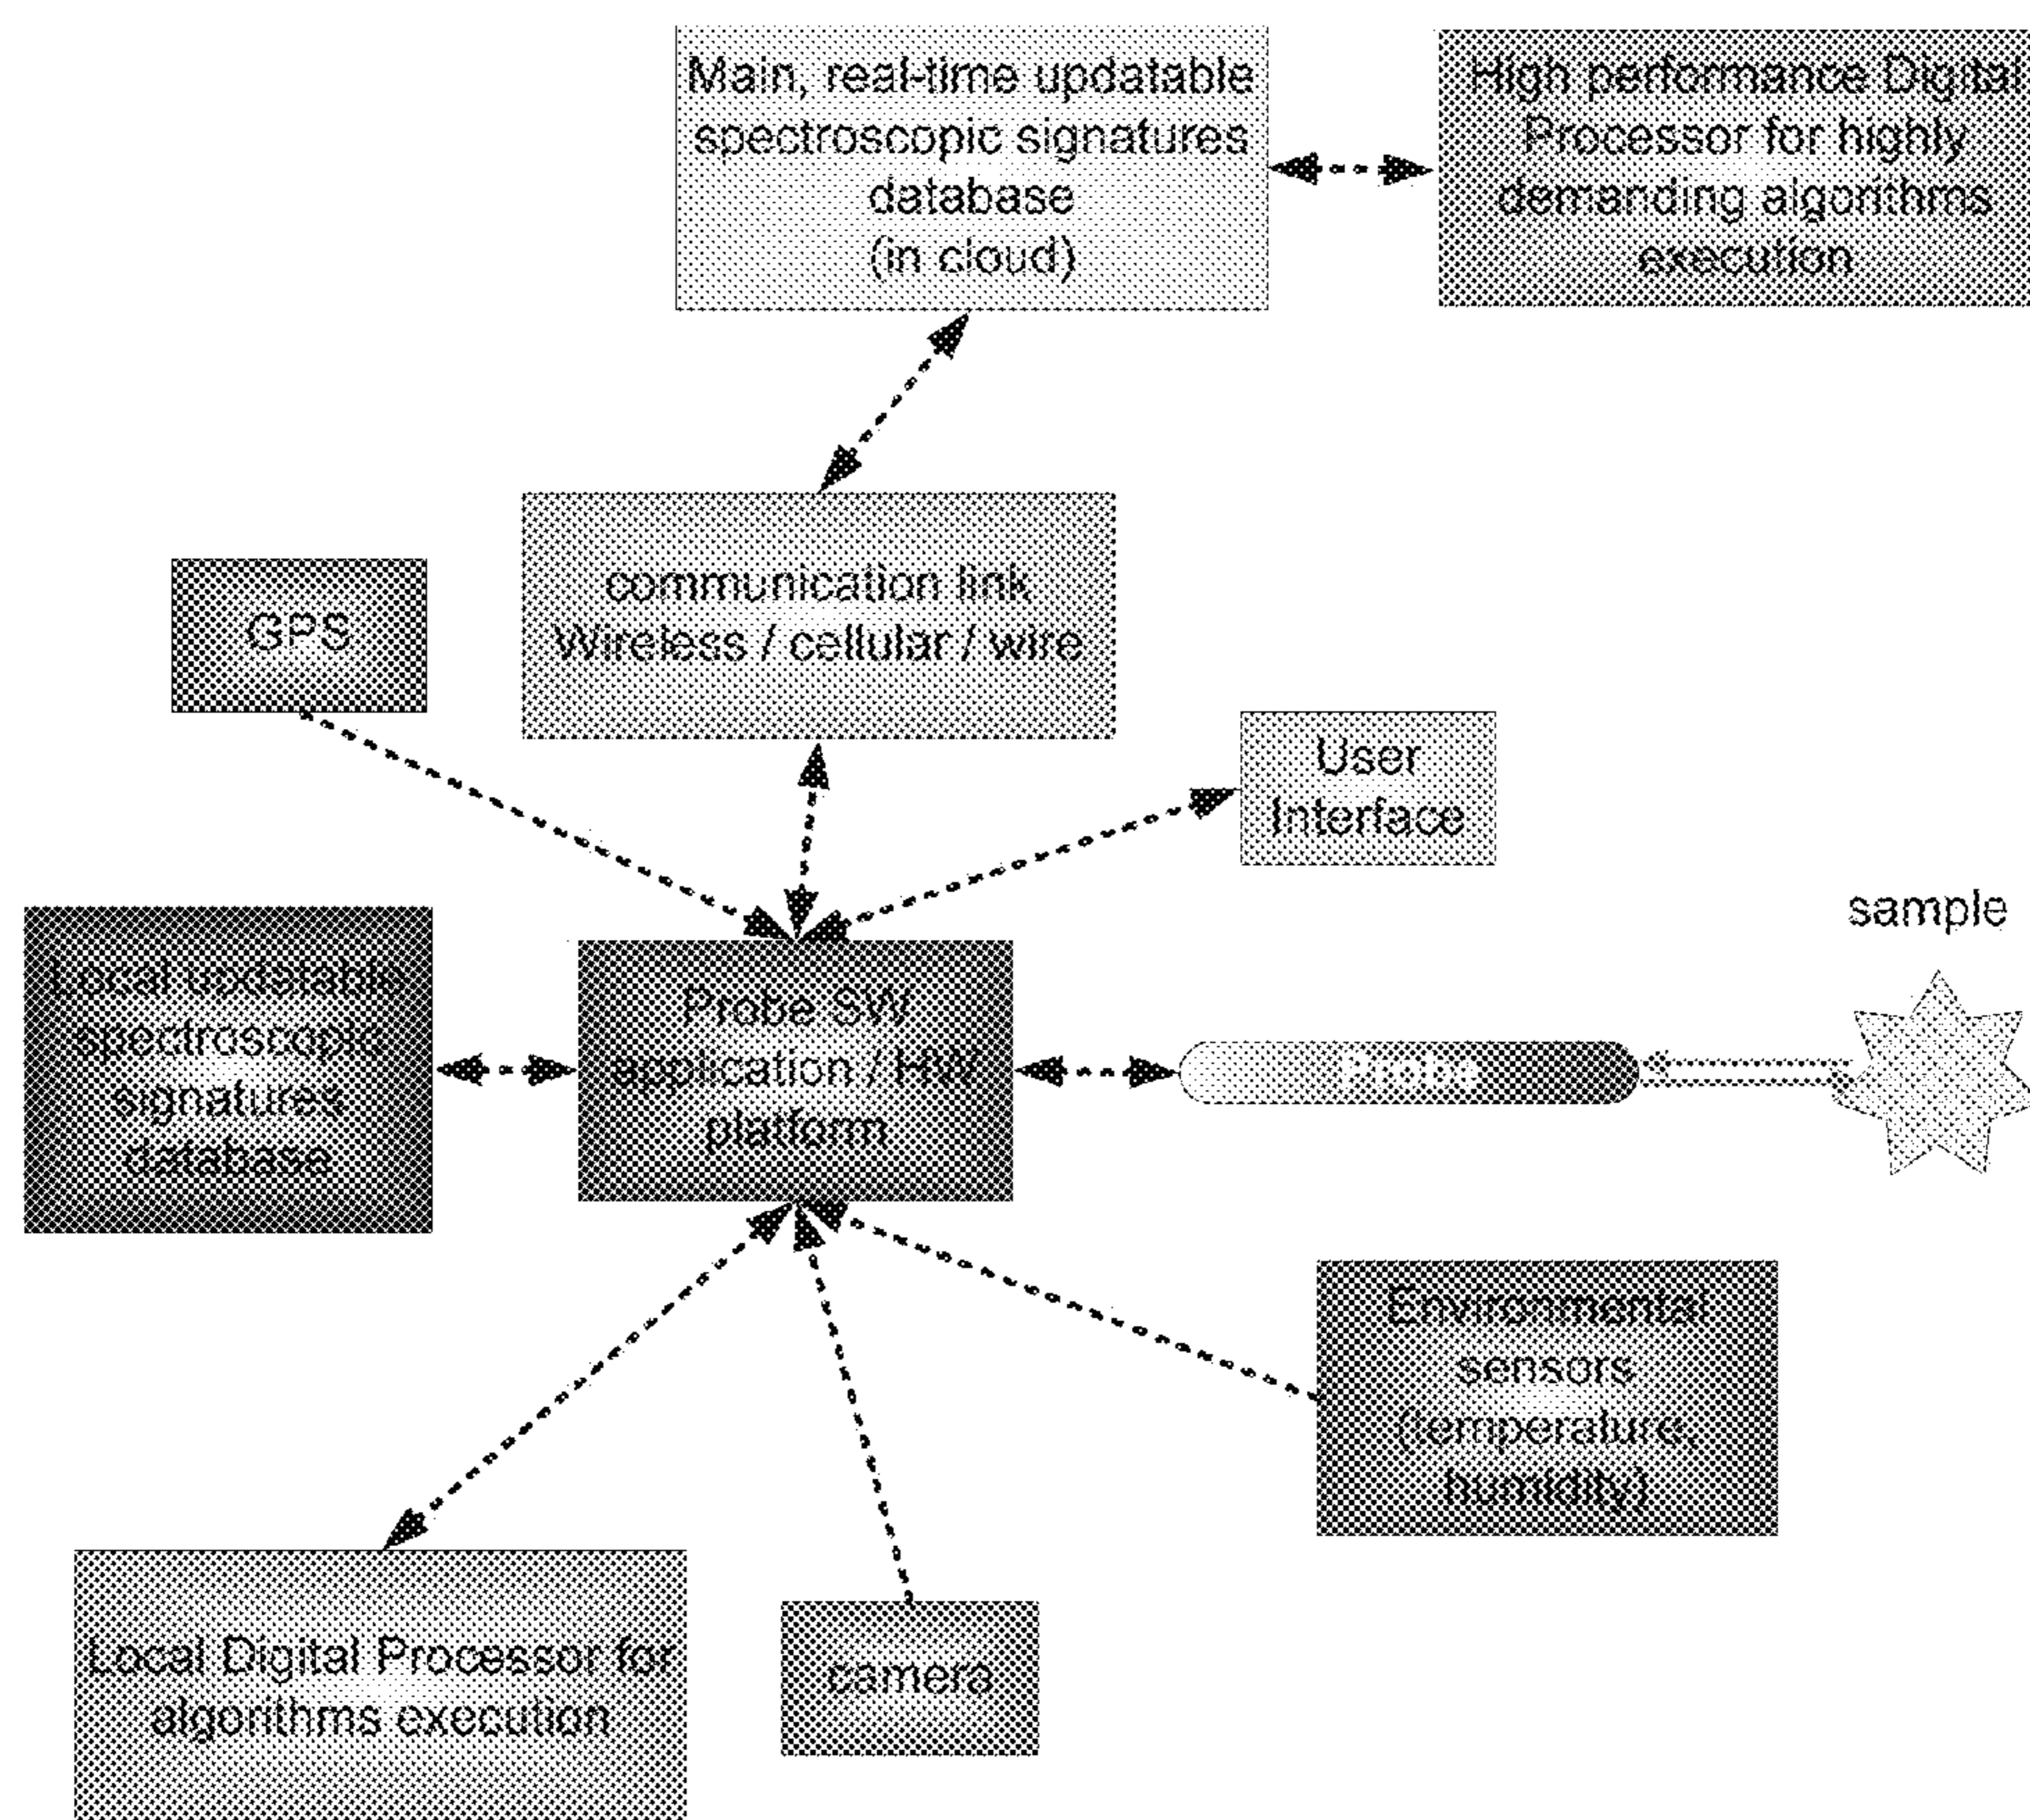 Main, real-time updatable
spectroscopic signatures
database
(in cloud)
High performance Digital
Processor for highly
demanding algorithms
execution
communication link
Wireless / cellular / wire
GPS
User
Interface
sample
Local updatable
spectroscopic
signatures
database
Probe SW
application / HW
platform
Probe
Environmental
sensors
(temperature,
humidity)
Local Digital Processor for
algorithms execution
camera